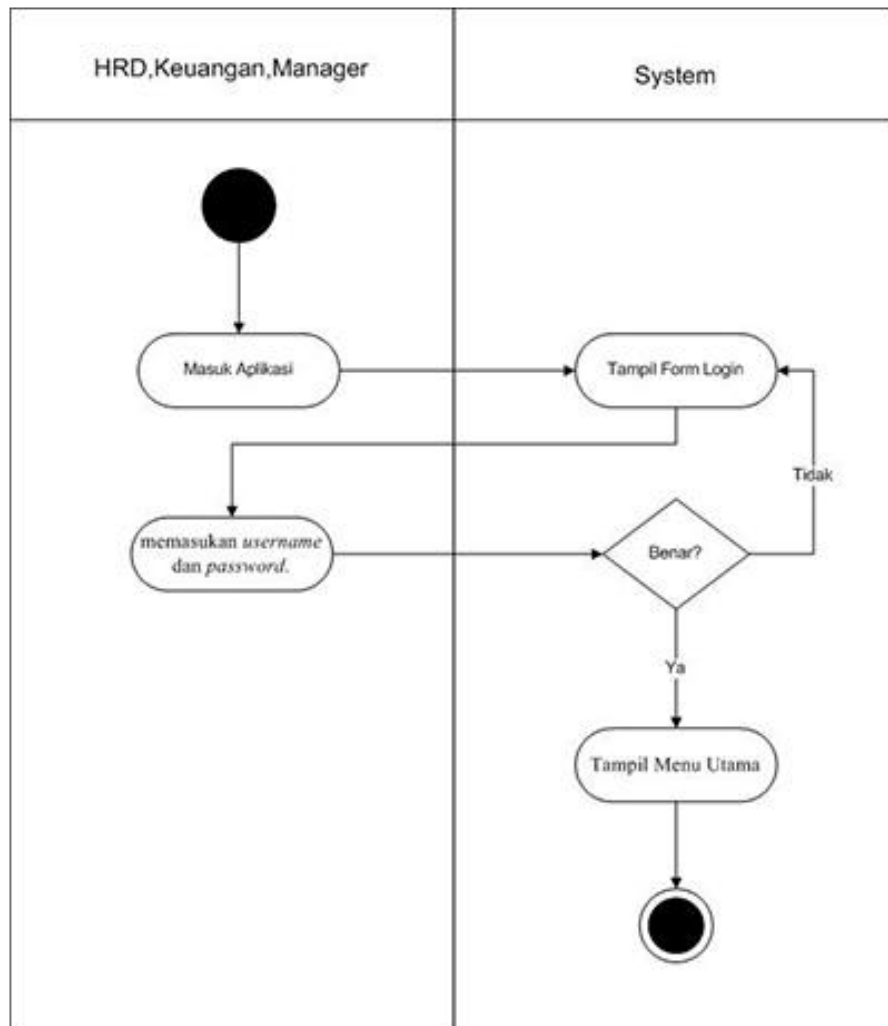 HRD,Keuangan,Manager
System
Masuk Aplikasi
Tampil Form Login
Tidak
memasukan username
dan password.
Benar?
Ya
Tampil Menu Utama